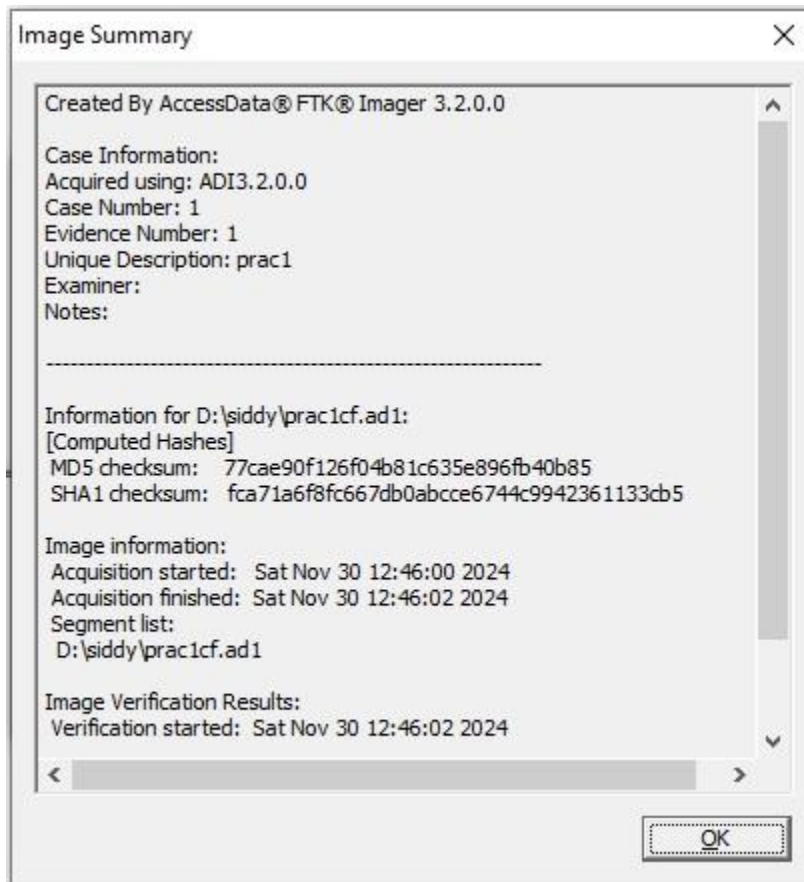 Image Summary
Created By AccessData® FTK® Imager 3.2.0.0
Case Information:
Acquired using: ADI3.2.0.0
Case Number: 1
Evidence Number: 1
Unique Description: prac1
Examiner:
Notes:
--------------------------------------------------------------
Information for D:\siddy\prac1cf.ad1:
[Computed Hashes]
MD5 checksum: 77cae90f126f04b81c635e896fb40b85
SHA1 checksum: fca71a6f8fc667db0abcce6744c9942361133cb5
Image information:
Acquisition started: Sat Nov 30 12:46:00 2024
Acquisition finished: Sat Nov 30 12:46:02 2024
Segment list:
D:\siddy\prac1cf.ad1
Image Verification Results:
Verification started: Sat Nov 30 12:46:02 2024
OK